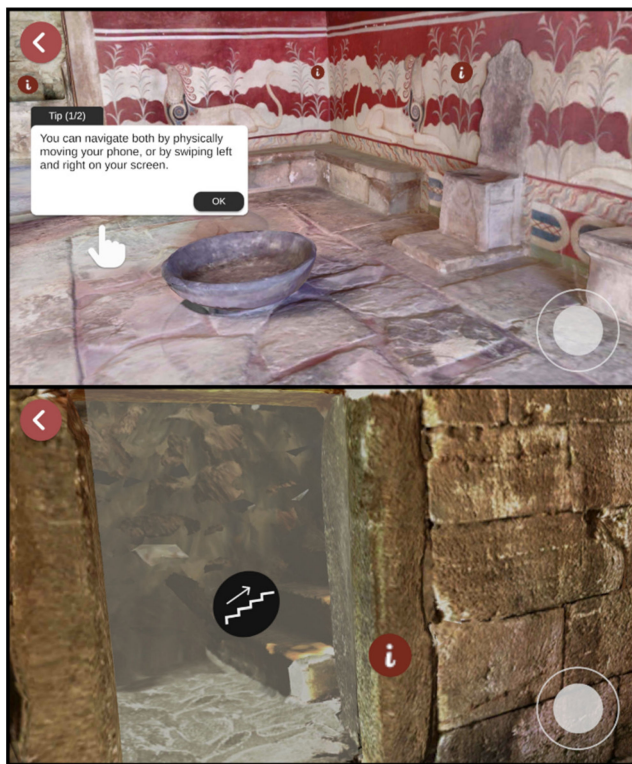 i
i
i
Tip (1/2)
You can navigate both by physically
moving your phone, or by swiping left
and right on your screen.
OK
i